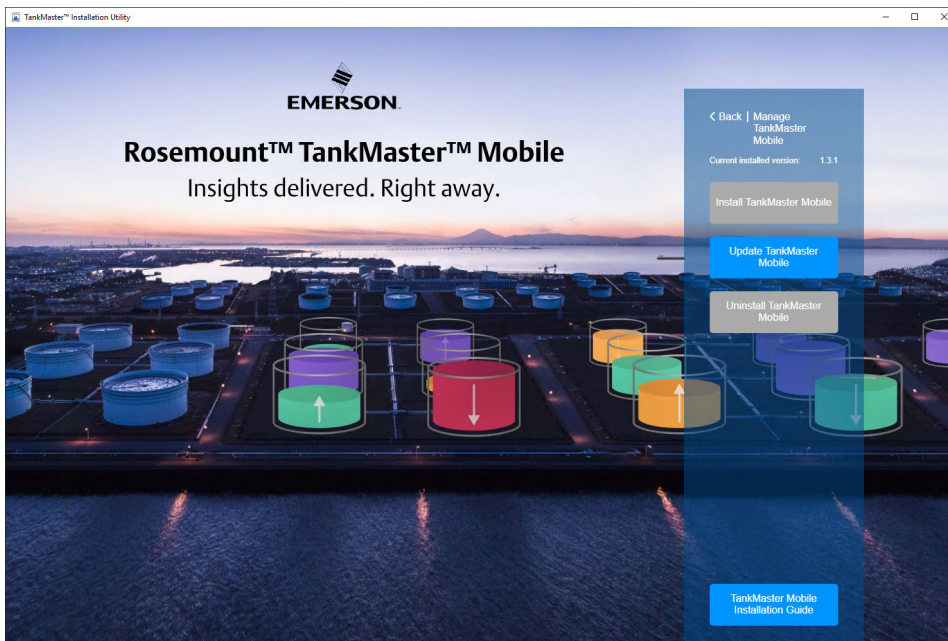 TankMaster™ Installation Utility
EMERSON.
Rosemount™ TankMaster™ Mobile
Insights delivered. Right away.
Back | Manage
TankMaster
Mobile
Current installed version: 1.3.1
Install TankMaster Mobile
Update TankMaster
Mobile
Uninstall TankMaster
Mobile
TankMaster Mobile
Installation Guide